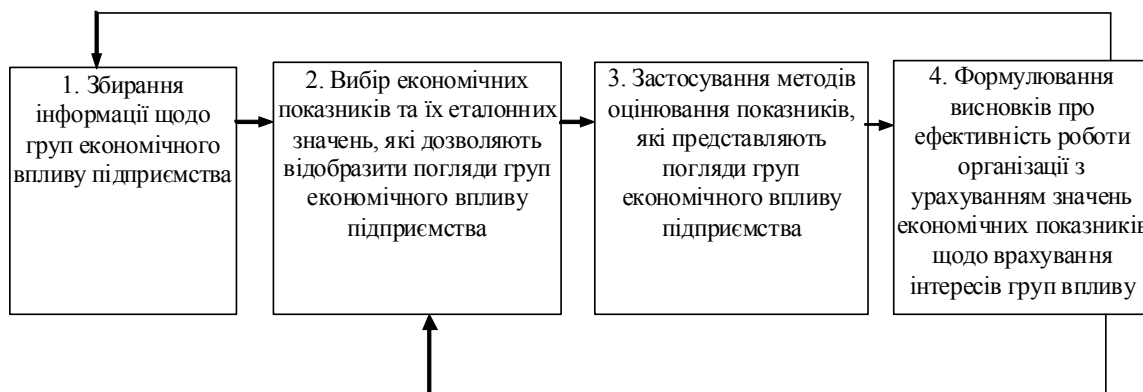 1. Збирання
інформації щодо
груп економічного
впливу підприємства
2. Вибір економічних
показників та їх еталонних
значень, які дозволяють
відобразити погляди груп
економічного впливу
підприємства
3. Застосування методів
оцінювання показників,
які представляють
погляди груп
економічного впливу
підприємства
4. Формулювання
висновків про
ефективність роботи
організації з
урахуванням значень
економічних показників
щодо врахування
інтересів груп впливу